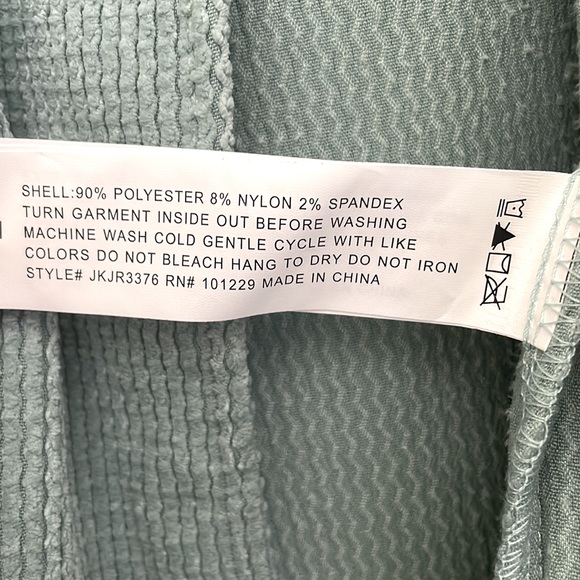 SHELL:90% POLYESTER 8% NYLON 2% SPANDEX
TURN GARMENT INSIDE OUT BEFORE WASHING
MACHINE WASH COLD GENTLE CYCLE WITH LIKE
COLORS DO NOT BLEACH HANG TO DRY DO NOT IRON
STYLE# JKJR3376 RN# 101229 MADE IN CHINA